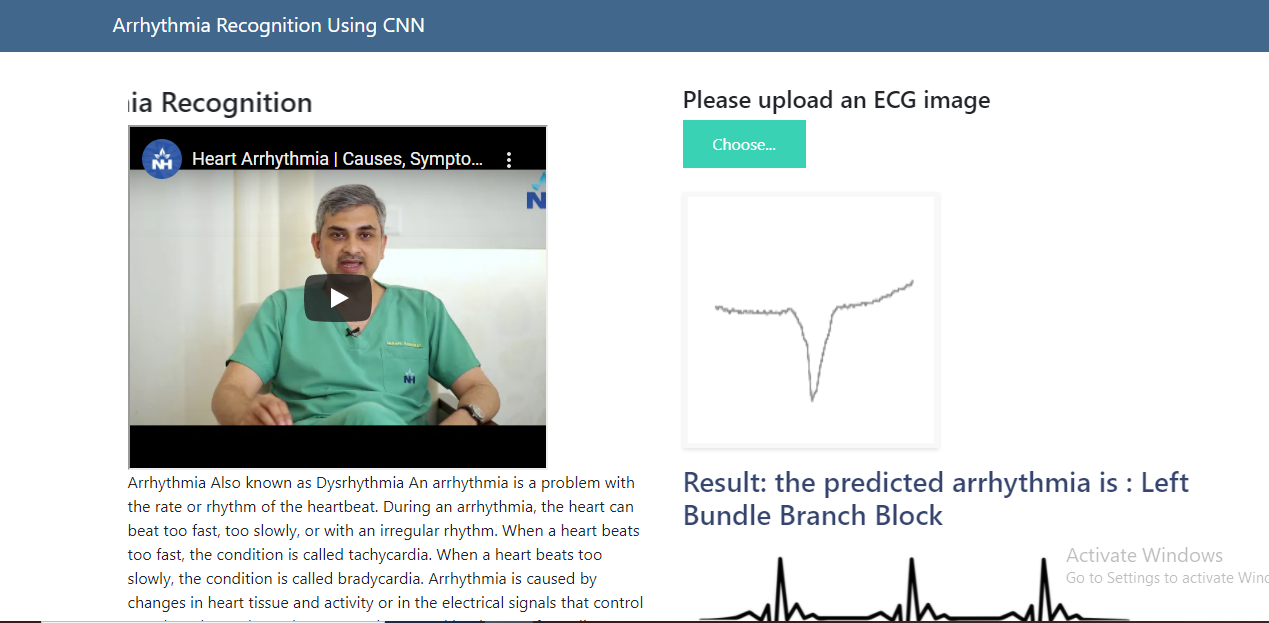 Arrhythmia Recognition Using CNN
ia Recognition
NH
Heart Arrhythmia | Causes, Sympto...
N
NH
Arrhythmia Also known as Dysrhythmia An arrhythmia is a problem with
the rate or rhythm of the heartbeat. During an arrhythmia, the heart can
beat too fast, too slowly, or with an irregular rhythm. When a heart beats
too fast, the condition is called tachycardia. When a heart beats too
slowly, the condition is called bradycardia. Arrhythmia is caused by
changes in heart tissue and activity or in the electrical signals that control
Please upload an ECG image
Choose...
Result: the predicted arrhythmia is : Left
Bundle Branch Block
Activate Windows
Go to Settings to activate Wind